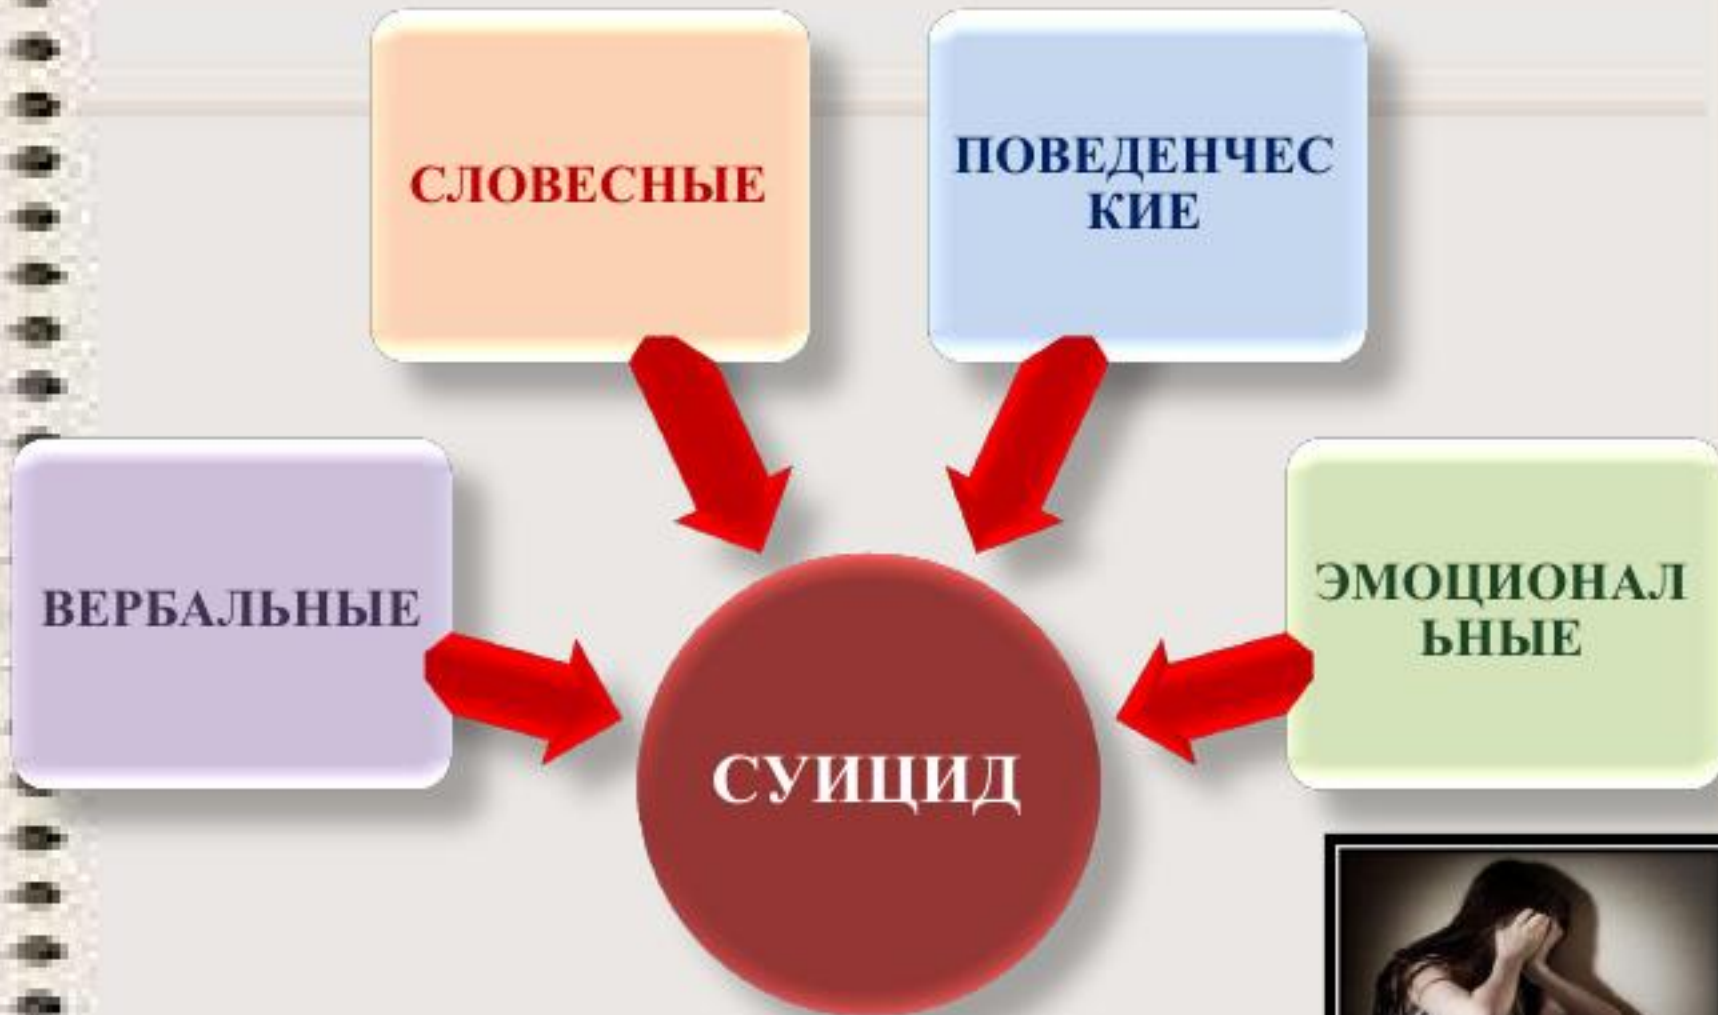 СЛОВЕСНЫЕ
ПОВЕДЕНЧЕС
КИЕ
ВЕРБАЛЬНЫЕ
ЭМОЦИОНАЛ
ЬНЫЕ
СУИЦИД